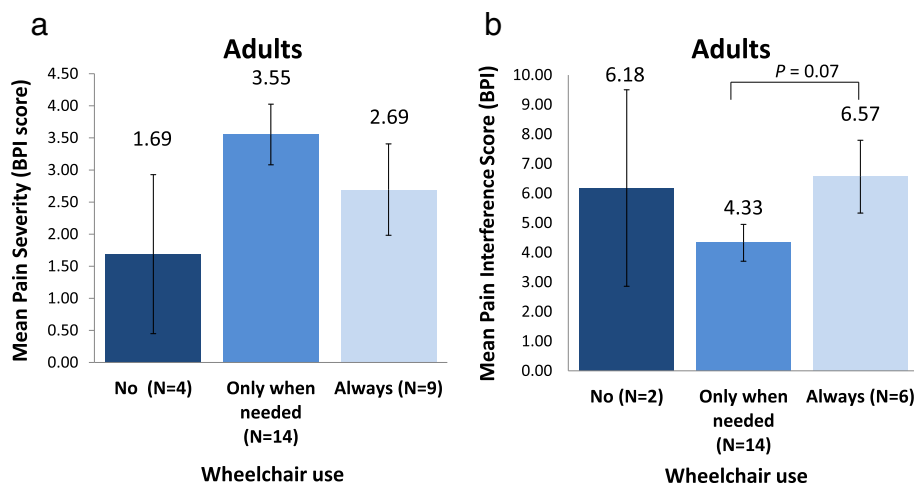 a
Adults
Mean Pain Severity (BPI score)
4.50
4.00
3.50
3.00
2.50
2.00
1.50
1.00
0.50
0.00
1.69
3.55
2.69
No (N=4)
Only when
needed
(N=14)
Always (N=9)
Wheelchair use
b
Adults
Mean Pain Interference Score (BPI)
10.00
9.00
8.00
7.00
6.00
5.00
4.00
3.00
2.00
1.00
0.00
6.18
4.33
P = 0.07
6.57
No (N=2)
Only when
needed
(N=14)
Always (N=6)
Wheelchair use